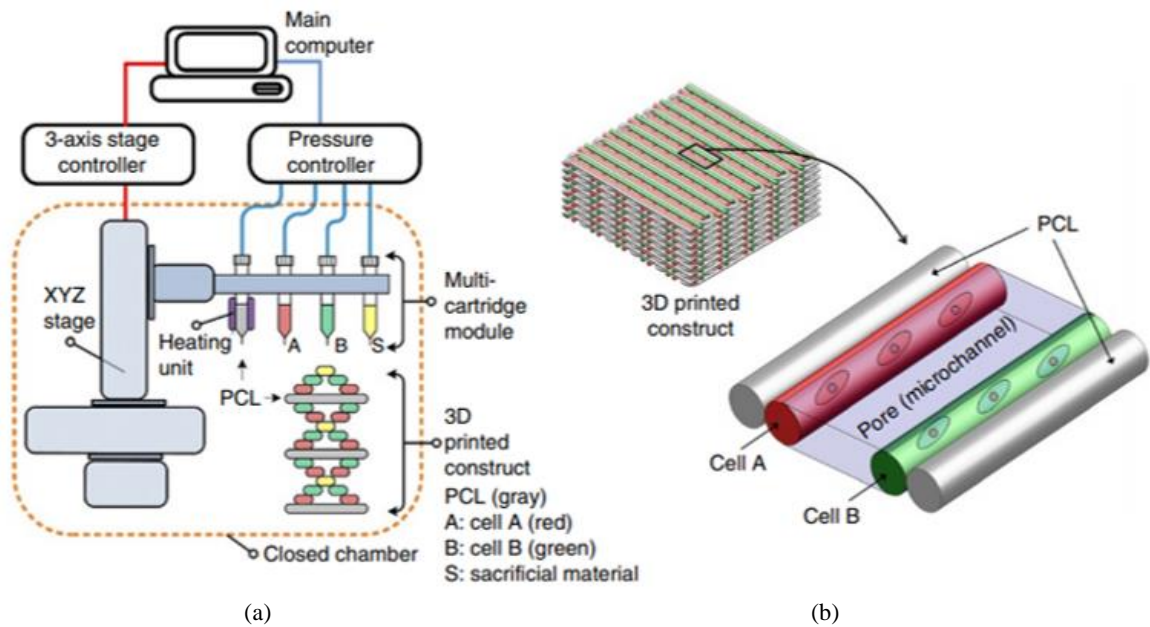 Main
computer
3-axis stage
controller
Pressure
controller
XYZ
stage
Heating
unit
A
B
S
PCL
Multi-
cartridge
module
3D
printed
construct
PCL (gray)
A: cell A (red)
B: cell B (green)
S: sacrificial material
Closed chamber
(a)
3D printed
construct
PCL
Pore (microchannel)
Cell A
Cell B
(b)